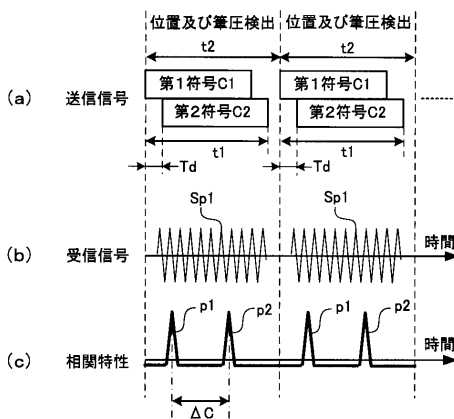 位置及び筆圧検出 位置及び筆圧検出
t2 t2
(a) 送信信号 第1符号C1 第1符号C1
第2符号C2 第2符号C2
t1 t1
Td Td
Sp1 Sp1
(b) 受信信号 時間
p1 p2 p1 p2
(c) 相関特性 時間
ΔC